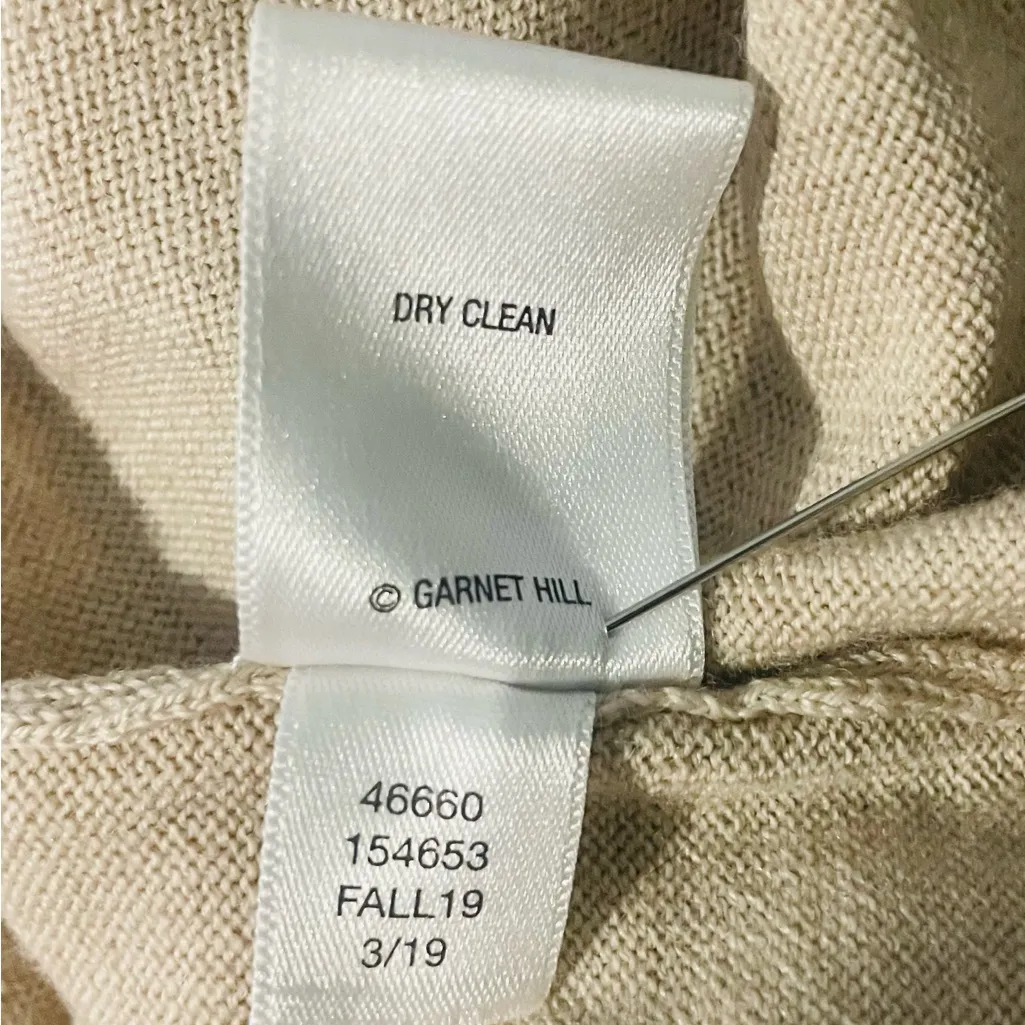 DRY CLEAN
© GARNET HILL
46660
154653
FALL19
3/19